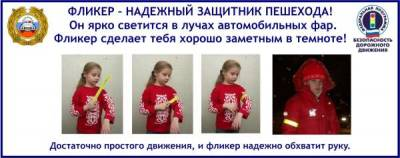 ФЛИКЕР – НАДЕЖНЫЙ ЗАЩИТНИК ПЕШЕХОДА!
Он ярко светится в лучах автомобильных фар.
Фликер сделает тебя хорошо заметным в темноте!
БЕЗОПАСНОСТЬ
ДОРОЖНОГО
ДВИЖЕНИЯ
Достаточно простого движения, и фликер надежно обхватит руку.